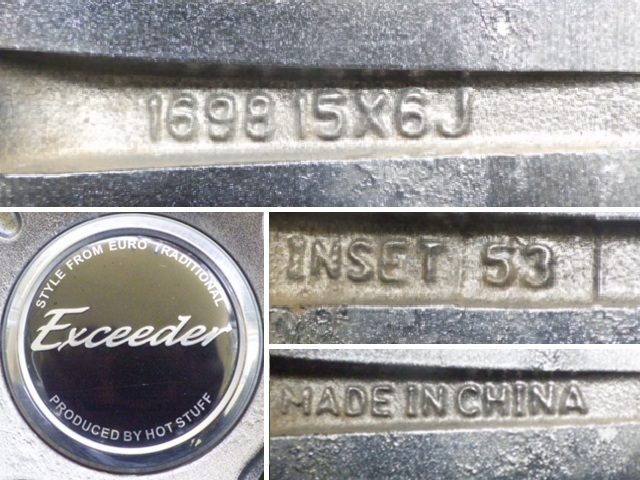 1698 15X6J
STYLE FROM EURO TRADITIONAL
Exceeder
PRODUCED BY HOT STUFF
INSET 53
MADE IN CHINA